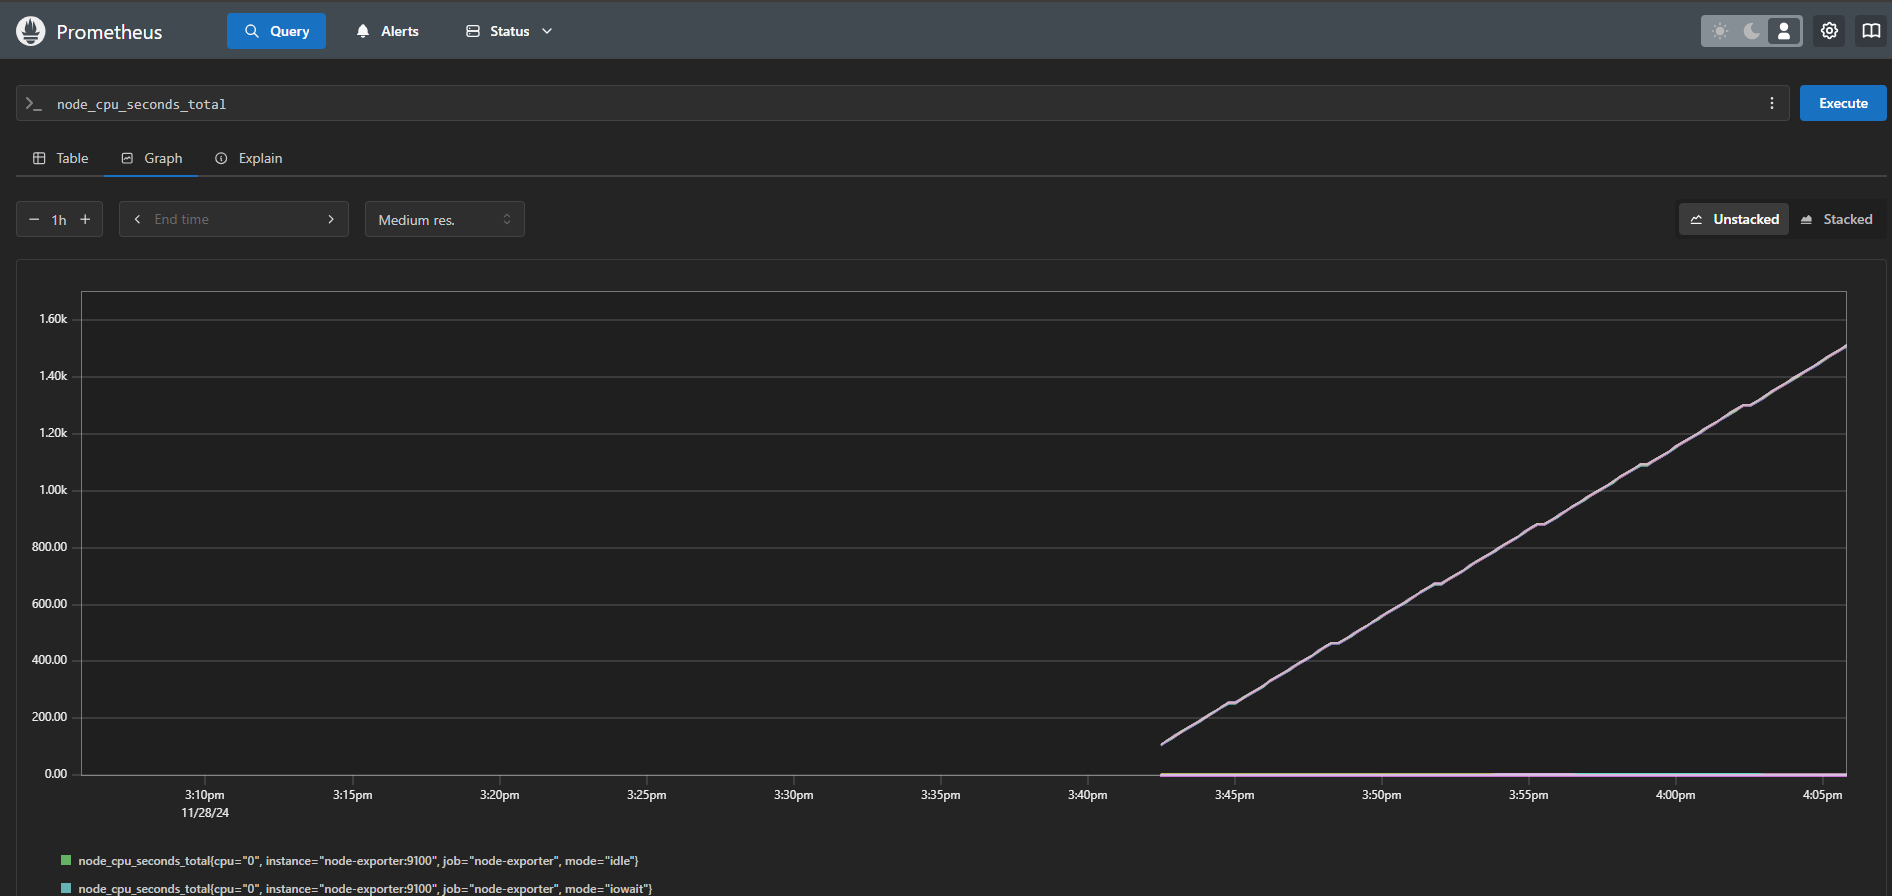 Prometheus Query Alerts Status
node_cpu_seconds_total Execute
Table Graph Explain
1h End time Medium res. Unstacked Stacked
1.60k
1.40k
1.20k
1.00k
800.00
600.00
400.00
200.00
0.00
3:10pm 3:15pm 3:20pm 3:25pm 3:30pm 3:35pm 3:40pm 3:45pm 3:50pm 3:55pm 4:00pm 4:05pm
11/28/24
node_cpu_seconds_total{cpu="0", instance="node-exporter:9100", job="node-exporter", mode="idle"}
node_cpu_seconds_total{cpu="0", instance="node-exporter:9100", job="node-exporter", mode="iowait"}